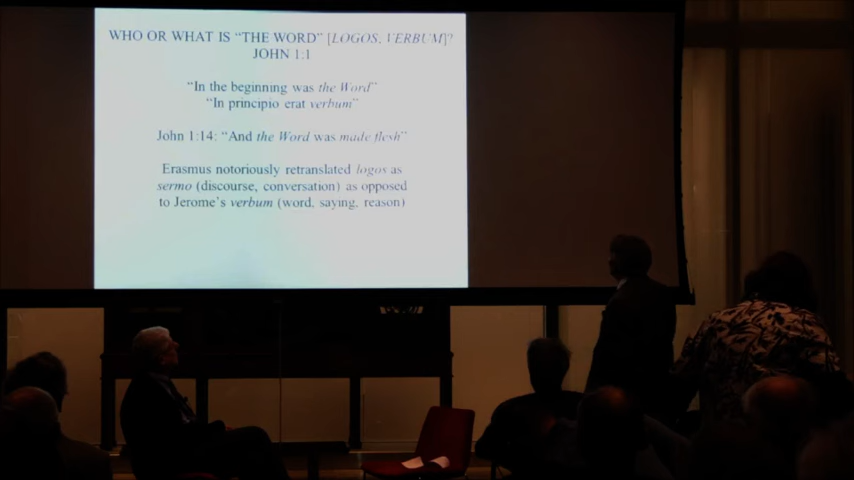 WHO OR WHAT IS “THE WORD” [LOGOS, VERBUM]?
JOHN 1:1
“In the beginning was the Word”
“In principio erat verbum”
John 1:14: “And the Word was made flesh”
Erasmus notoriously retranslated logos as
sermo (discourse, conversation) as opposed
to Jerome’s verbum (word, saying, reason)